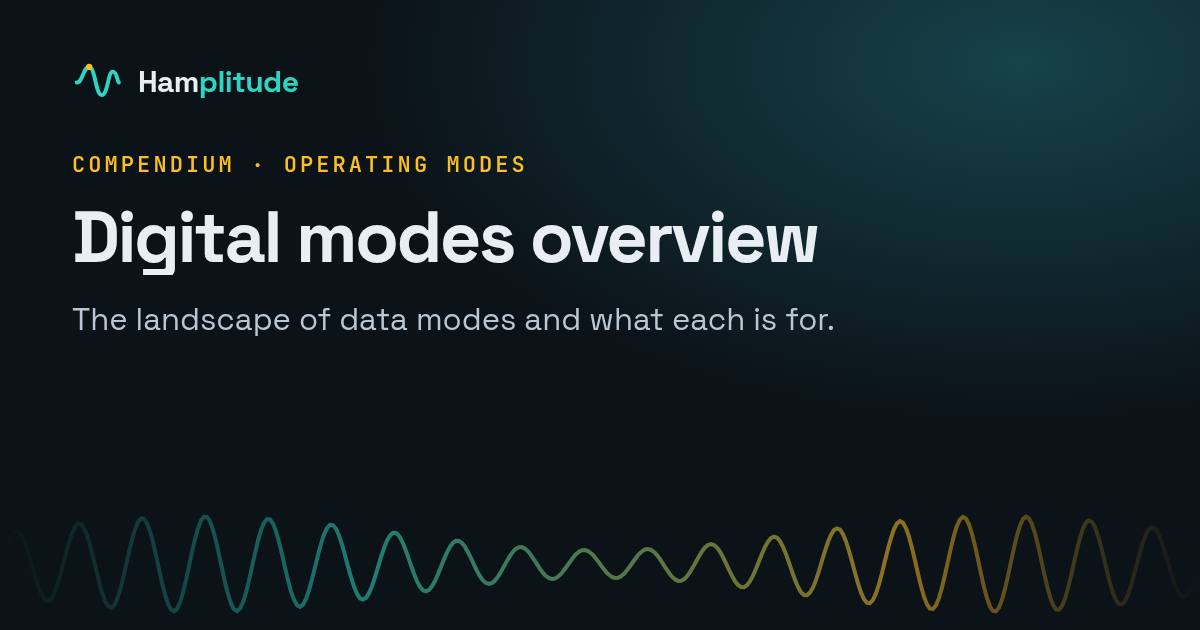 Hamplitude
COMPENDIUM · OPERATING MODES
Digital modes overview
The landscape of data modes and what each is for.